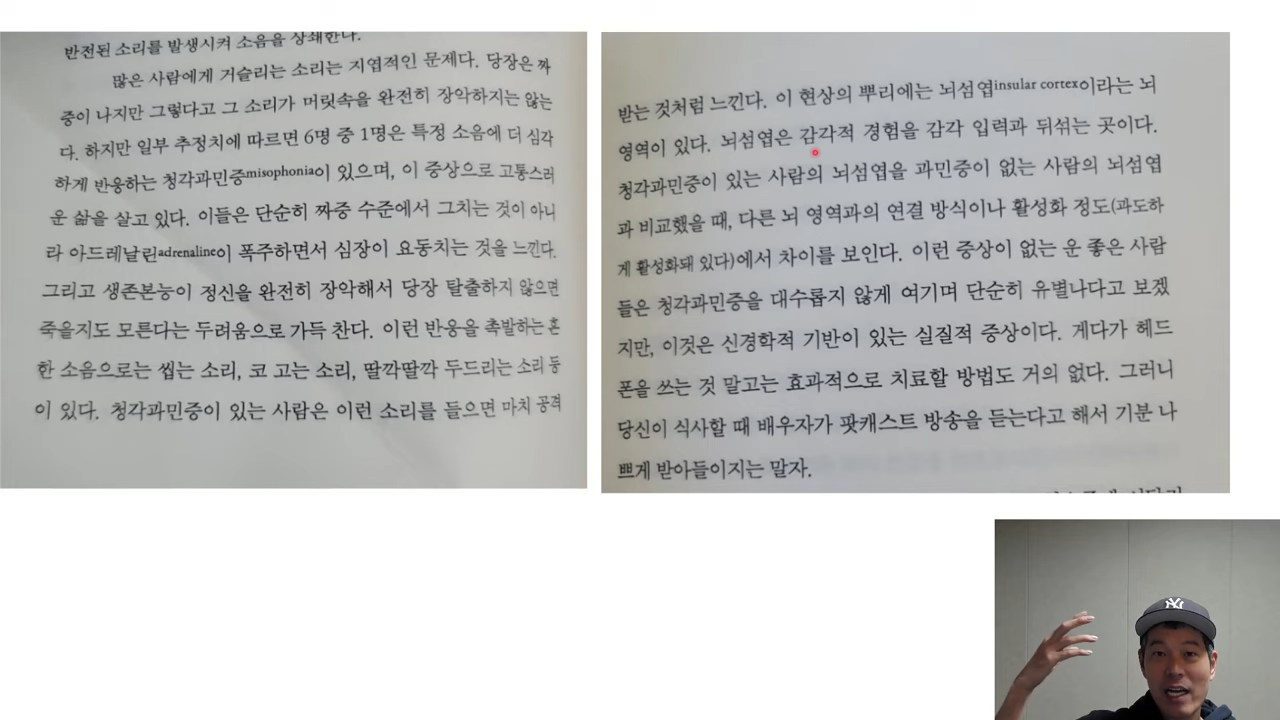 반전된 소리를 발생시켜 소음을 상쇄한다.
많은 사람에게 거슬리는 소리는 지엽적인 문제다. 당장은 짜
증이 나지만 그렇다고 그 소리가 머릿속을 완전히 장악하지는 않는
다. 하지만 일부 추정치에 따르면 6명 중 1명은 특정 소음에 더 심각
하게 반응하는 청각과민증misophonia이 있으며, 이 증상으로 고통스러
운 삶을 살고 있다. 이들은 단순히 짜증 수준에서 그치는 것이 아니
라 아드레날린adrenaline이 폭주하면서 심장이 요동치는 것을 느낀다.
그리고 생존본능이 정신을 완전히 장악해서 당장 탈출하지 않으면
죽을지도 모른다는 두려움으로 가득 찬다. 이런 반응을 촉발하는 흔
한 소음으로는 씹는 소리, 코 고는 소리, 딸깍딸깍 두드리는 소리 등
이 있다. 청각과민증이 있는 사람은 이런 소리를 들으면 마치 공격
받는 것처럼 느낀다. 이 현상의 뿌리에는 뇌섬엽insular cortex이라는 뇌
영역이 있다. 뇌섬엽은 감각적 경험을 감각 입력과 뒤섞는 곳이다.
청각과민증이 있는 사람의 뇌섬엽을 과민증이 없는 사람의 뇌섬엽
과 비교했을 때, 다른 뇌 영역과의 연결 방식이나 활성화 정도(과도하
게 활성화돼 있다)에서 차이를 보인다. 이런 증상이 없는 운 좋은 사람
들은 청각과민증을 대수롭지 않게 여기며 단순히 유별나다고 보겠
지만, 이것은 신경학적 기반이 있는 실질적 증상이다. 게다가 헤드
폰을 쓰는 것 말고는 효과적으로 치료할 방법도 거의 없다. 그러니
당신이 식사할 때 배우자가 팟캐스트 방송을 듣는다고 해서 기분 나
쁘게 받아들이지는 말자.
NY